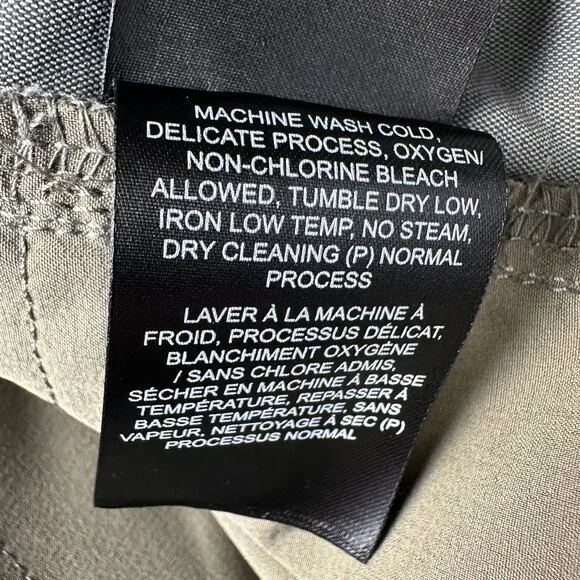 MACHINE WASH COLD,
DELICATE PROCESS, OXYGEN/
NON-CHLORINE BLEACH
ALLOWED, TUMBLE DRY LOW,
IRON LOW TEMP, NO STEAM,
DRY CLEANING (P) NORMAL
PROCESS
LAVER À LA MACHINE À
FROID, PROCESSUS DÉLICAT,
BLANCHIMENT OXYGÉNE
/ SANS CHLORE ADMIS,
SÉCHER EN MACHINE À BASSE
TEMPÉRATURE, REPASSER À
BASSE TEMPÉRATURE, SANS
VAPEUR, NETTOYAGE À SEC (P)
PROCESSUS NORMAL